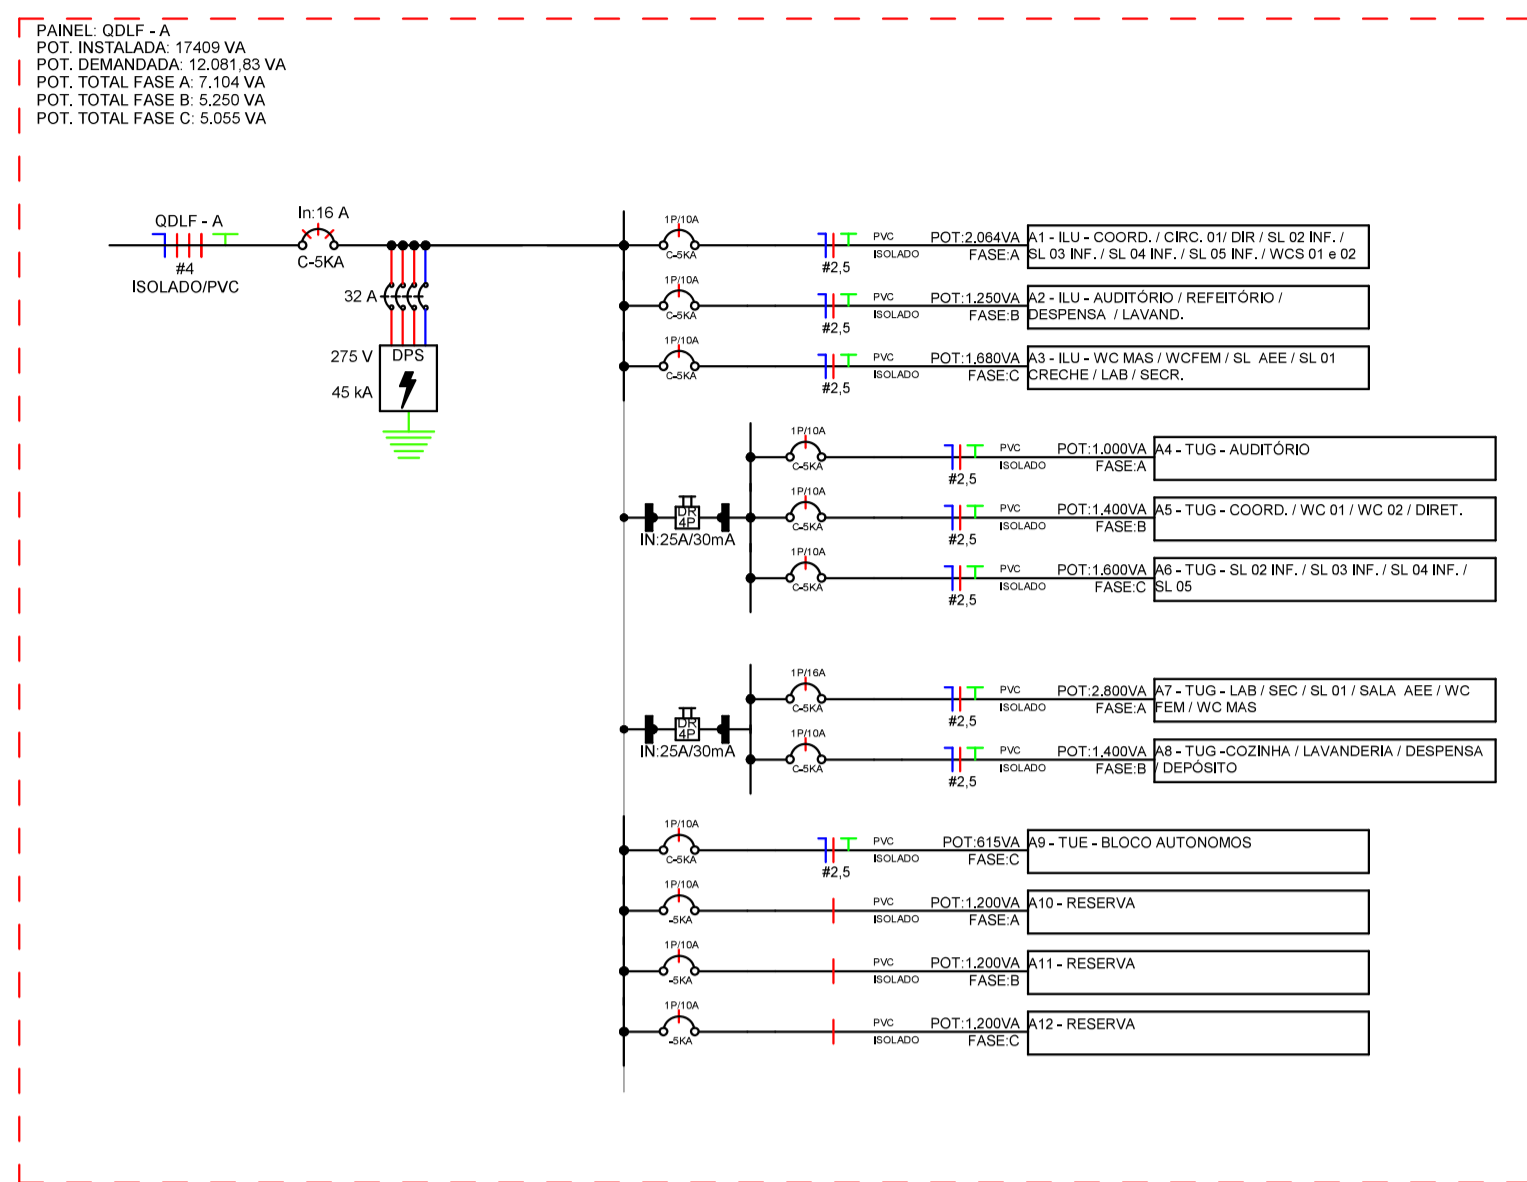 PAINEL: QDLF - A
POT. INSTALADA: 17409 VA
POT. DEMANDADA: 12.081,83 VA
POT. TOTAL FASE A: 7.104 VA
POT. TOTAL FASE B: 5.250 VA
POT. TOTAL FASE C: 5.055 VA
QDLF - A
#4
ISOLADO/PVC
In:16 A
C-5KA
32 A
275 V
45 kA
DPS
1P/10A
C-5KA
#2,5
PVC
ISOLADO
POT:2.064VA
FASE:A
A1 - ILU - COORD. / CIRC. 01/ DIR / SL 02 INF. /
SL 03 INF. / SL 04 INF. / SL 05 INF. / WCS 01 e 02
1P/10A
C-5KA
#2,5
PVC
ISOLADO
POT:1.250VA
FASE:B
A2 - ILU - AUDITÓRIO / REFEITÓRIO /
DESPENSA / LAVAND.
1P/10A
C-5KA
#2,5
PVC
ISOLADO
POT:1.680VA
FASE:C
A3 - ILU - WC MAS / WCFEM / SL AEE / SL 01
CRECHE / LAB / SECR.
DR
4P
IN:25A/30mA
1P/10A
C-5KA
#2,5
PVC
ISOLADO
POT:1.000VA
FASE:A
A4 - TUG - AUDITÓRIO
1P/10A
C-5KA
#2,5
PVC
ISOLADO
POT:1.400VA
FASE:B
A5 - TUG - COORD. / WC 01 / WC 02 / DIRET.
1P/10A
C-5KA
#2,5
PVC
ISOLADO
POT:1.600VA
FASE:C
A6 - TUG - SL 02 INF. / SL 03 INF. / SL 04 INF. /
SL 05
DR
4P
IN:25A/30mA
1P/16A
C-5KA
#2,5
PVC
ISOLADO
POT:2.800VA
FASE:A
A7 - TUG - LAB / SEC / SL 01 / SALA AEE / WC
FEM / WC MAS
1P/10A
C-5KA
#2,5
PVC
ISOLADO
POT:1.400VA
FASE:B
A8 - TUG -COZINHA / LAVANDERIA / DESPENSA
/ DEPÓSITO
1P/10A
C-5KA
#2,5
PVC
ISOLADO
POT:615VA
FASE:C
A9 - TUE - BLOCO AUTONOMOS
1P/10A
-5KA
PVC
ISOLADO
POT:1.200VA
FASE:A
A10 - RESERVA
1P/10A
-5KA
PVC
ISOLADO
POT:1.200VA
FASE:B
A11 - RESERVA
1P/10A
-5KA
PVC
ISOLADO
POT:1.200VA
FASE:C
A12 - RESERVA